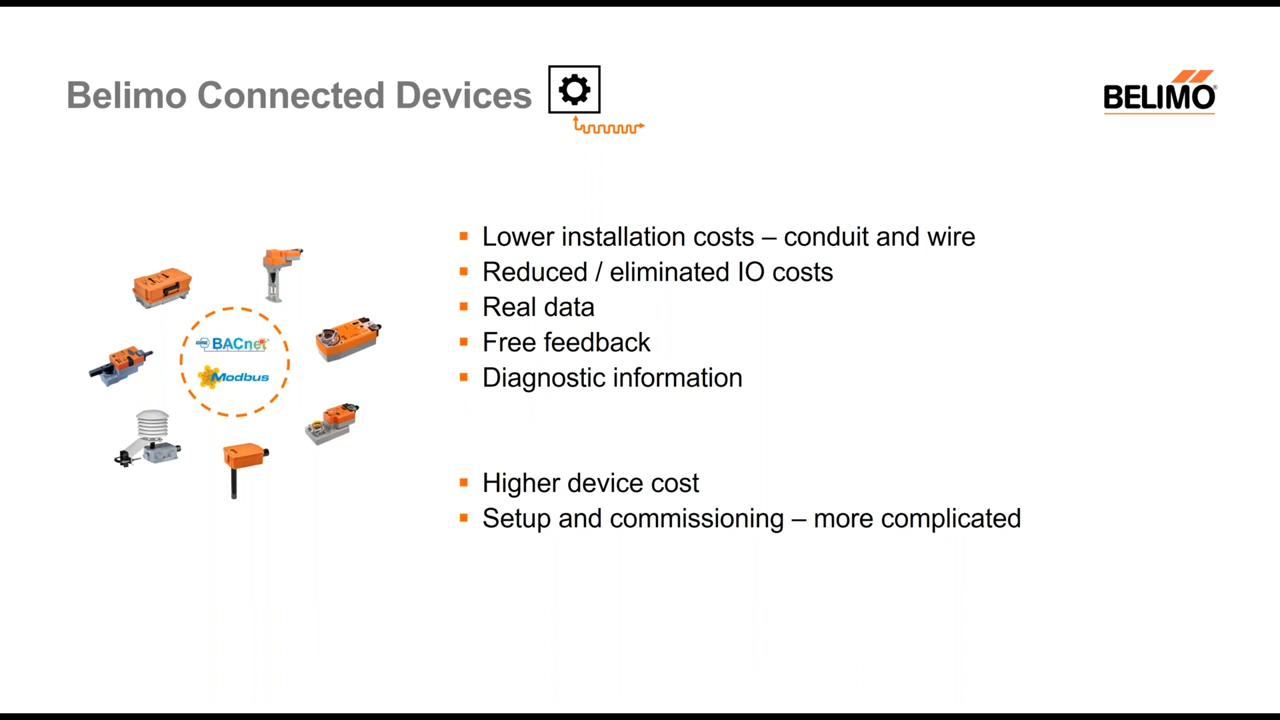 Belimo Connected Devices
BELIMO
Lower installation costs – conduit and wire
Reduced / eliminated IO costs
Real data
Free feedback
Diagnostic information
BACnet
Modbus
Higher device cost
Setup and commissioning – more complicated